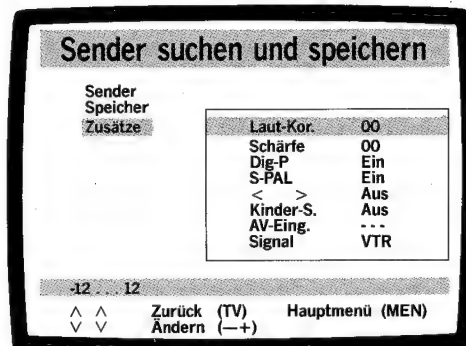 Sender suchen und speichern
Sender
Speicher
Zusätze
Laut-Kor. 00
Schärfe 00
Dig-P Ein
S-PAL Ein
< > Aus
Kinder-S. Aus
AV-Eing. - - -
Signal VTR
-12 . . . 12
∧ ∧ Zurück (TV) Hauptmenü (MEN)
∨ ∨ Ändern (—+)